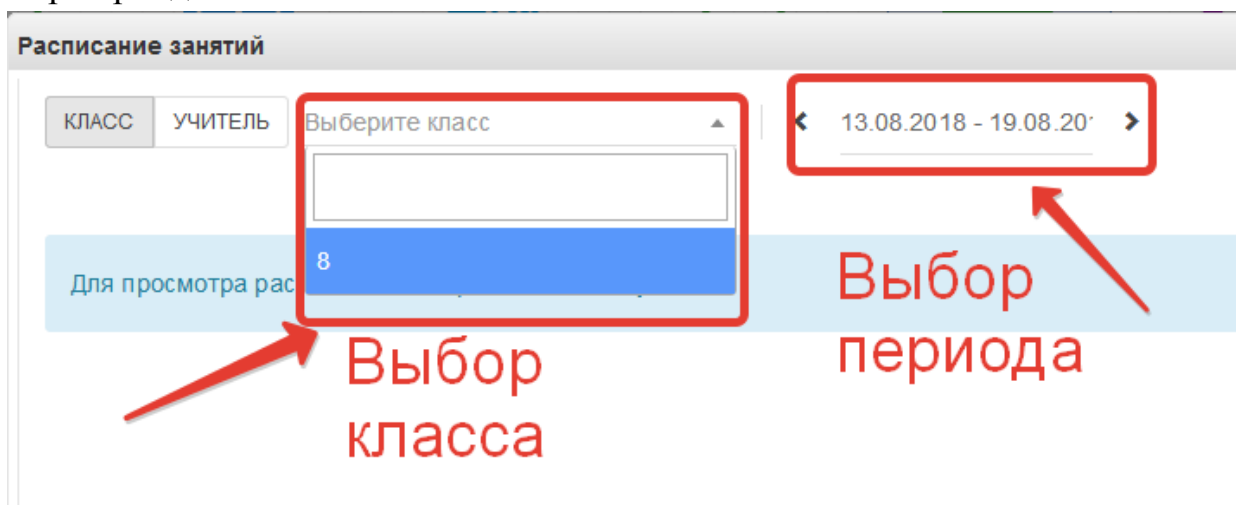 Расписание занятий
КЛАСС УЧИТЕЛЬ Выберите класс 13.08.2018 - 19.08.20
8
Для просмотра рас
Выбор
периода
Выбор
класса